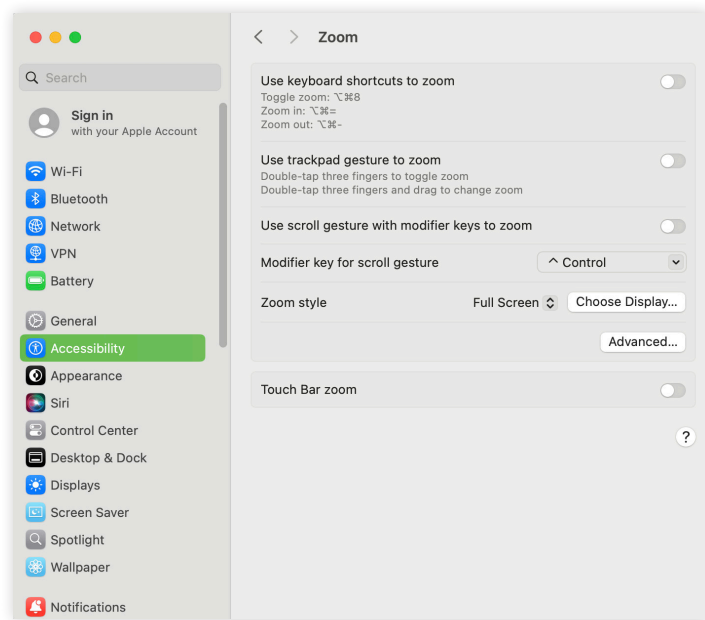 Search
Sign in
with your Apple Account
Wi-Fi
Bluetooth
Network
VPN
Battery
General
Accessibility
Appearance
Siri
Control Center
Desktop & Dock
Displays
Screen Saver
Spotlight
Wallpaper
Notifications
Zoom
Use keyboard shortcuts to zoom
Toggle zoom: ⌥⌘8
Zoom in: ⌥⌘=
Zoom out: ⌥⌘-
Use trackpad gesture to zoom
Double-tap three fingers to toggle zoom
Double-tap three fingers and drag to change zoom
Use scroll gesture with modifier keys to zoom
Modifier key for scroll gesture
^ Control
Zoom style
Full Screen
Choose Display...
Advanced...
Touch Bar zoom
?